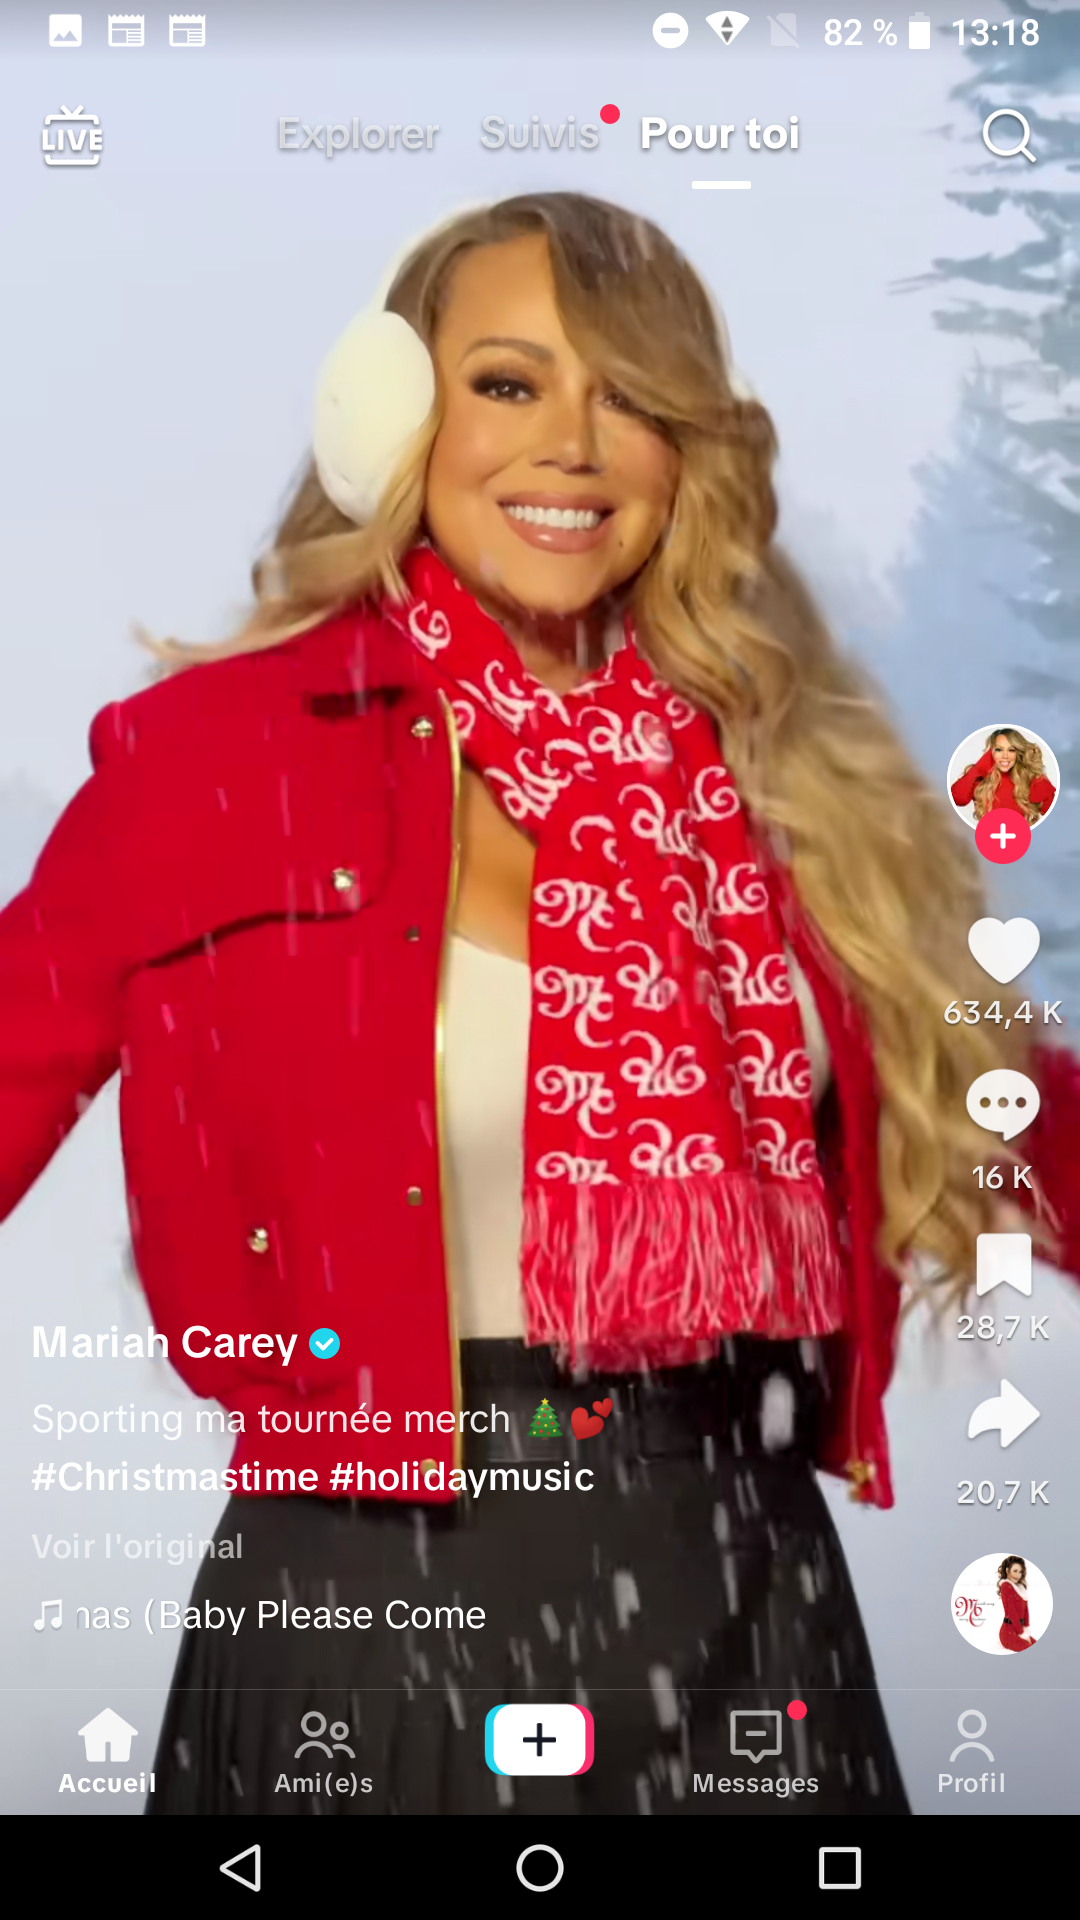 82 % 13:18
LIVE
Explorer Suivis Pour toi
634,4 K
16 K
28,7 K
20,7 K
Mariah Carey
Sporting ma tournée merch 🎄💕
#Christmastime #holidaymusic
Voir l'original
nas (Baby Please Come
Accueil Ami(e)s Messages Profil